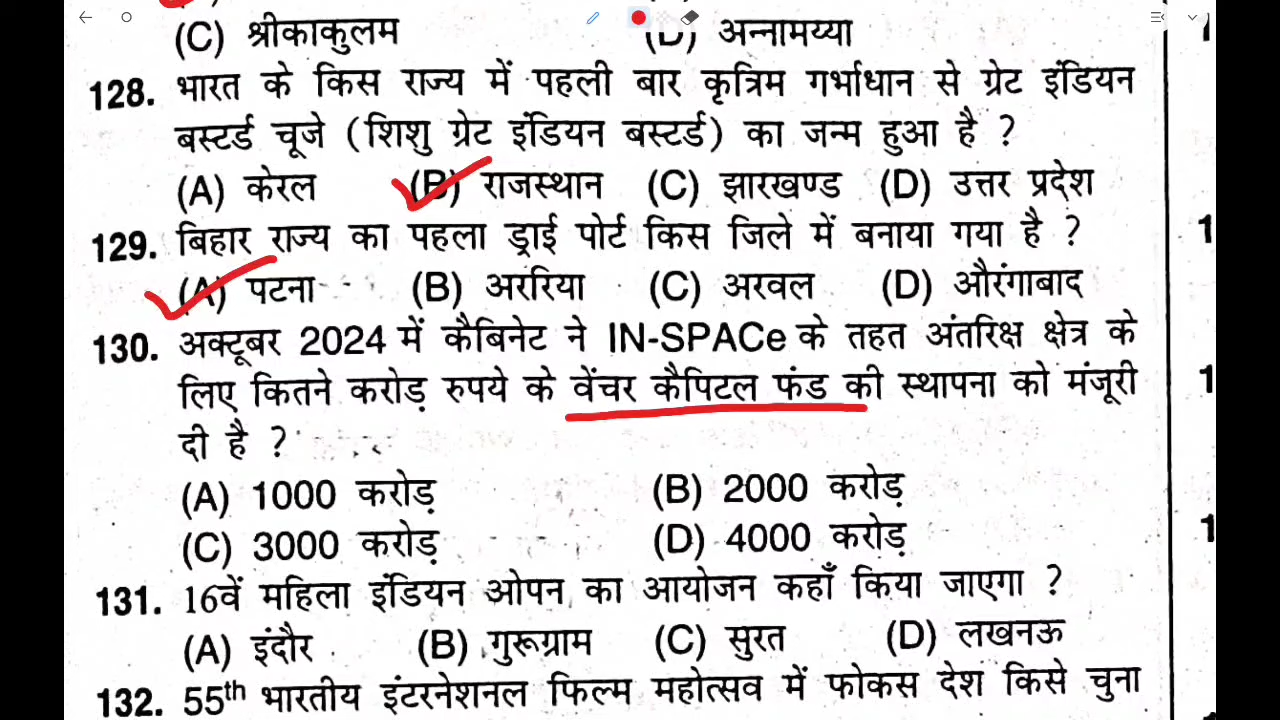 (C) श्रीकाकुलम (D) अन्नामय्या
128. भारत के किस राज्य में पहली बार कृत्रिम गर्भाधान से ग्रेट इंडियन
बस्टर्ड चूजे (शिशु ग्रेट इंडियन बस्टर्ड) का जन्म हुआ है ?
(A) केरल (B) राजस्थान (C) झारखण्ड (D) उत्तर प्रदेश
129. बिहार राज्य का पहला ड्राई पोर्ट किस जिले में बनाया गया है ?
(A) पटना (B) अररिया (C) अरवल (D) औरंगाबाद
130. अक्टूबर 2024 में कैबिनेट ने IN-SPACe के तहत अंतरिक्ष क्षेत्र के
लिए कितने करोड़ रुपये के वेंचर कैपिटल फंड की स्थापना को मंजूरी
दी है ?
(A) 1000 करोड़ (B) 2000 करोड़
(C) 3000 करोड़ (D) 4000 करोड़
131. 16वें महिला इंडियन ओपन का आयोजन कहाँ किया जाएगा ?
(A) इंदौर (B) गुरूग्राम (C) सुरत (D) लखनऊ
132. 55th भारतीय इंटरनेशनल फिल्म महोत्सव में फोकस देश किसे चुना